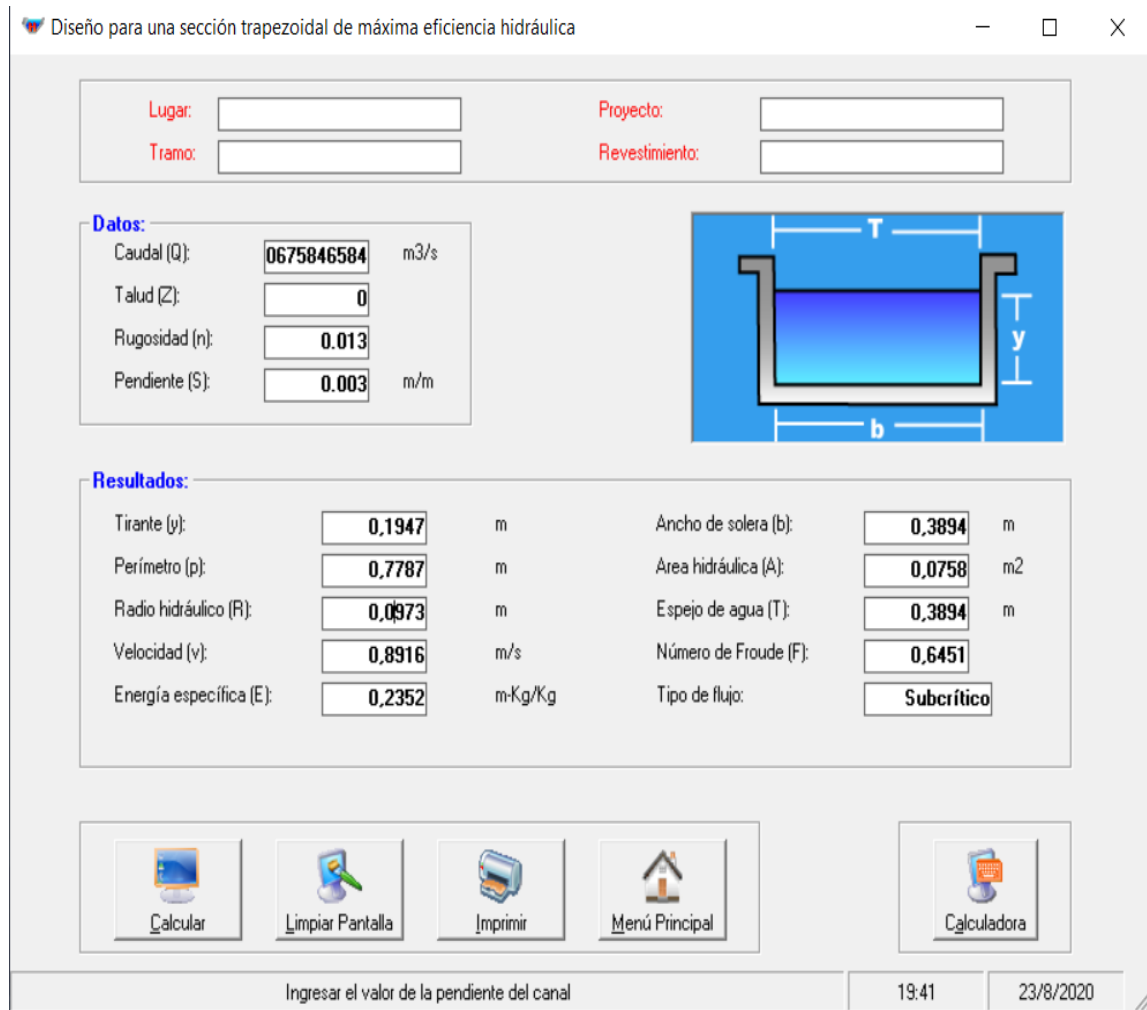 Diseño para una sección trapezoidal de máxima eficiencia hidráulica
Lugar:
Proyecto:
Tramo:
Revestimiento:
Datos:
Caudal (Q): 0675846584 m3/s
Talud (Z): 0
Rugosidad (n): 0.013
Pendiente (S): 0.003 m/m
T
y
b
Resultados:
Tirante (y): 0,1947 m Ancho de solera (b): 0,3894 m
Perímetro (p): 0,7787 m Area hidráulica (A): 0,0758 m2
Radio hidráulico (R): 0,0973 m Espejo de agua (T): 0,3894 m
Velocidad (v): 0,8916 m/s Número de Froude (F): 0,6451
Energía específica (E): 0,2352 m-Kg/Kg Tipo de flujo: Subcrítico
Calcular Limpiar Pantalla Imprimir Menú Principal Calculadora
Ingresar el valor de la pendiente del canal 19:41 23/8/2020